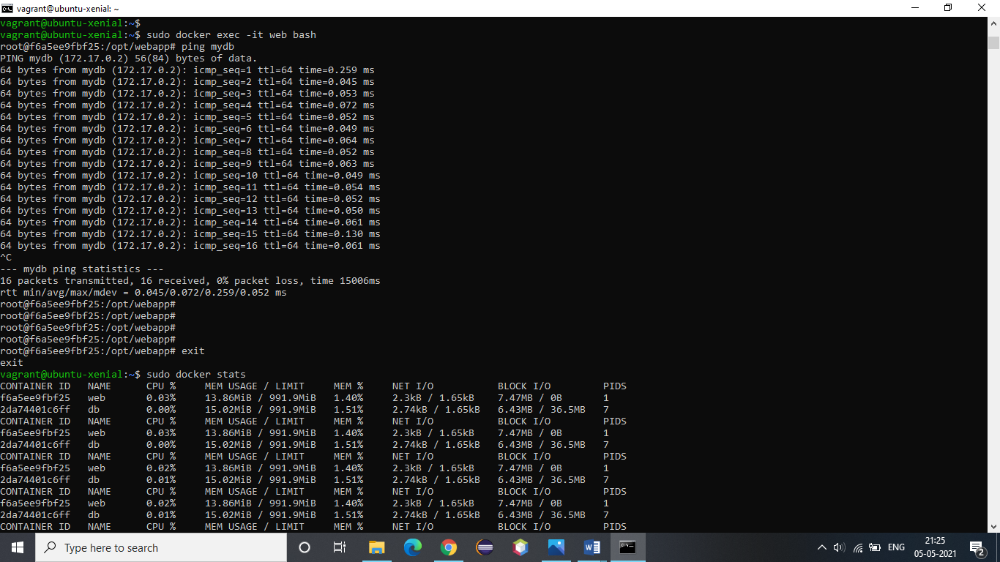 vagrant@ubuntu-xenial: ~
vagrant@ubuntu-xenial:~$
vagrant@ubuntu-xenial:~$ sudo docker exec -it web bash
root@f6a5ee9fbf25:/opt/webapp# ping mydb
PING mydb (172.17.0.2) 56(84) bytes of data.
64 bytes from mydb (172.17.0.2): icmp_seq=1 ttl=64 time=0.259 ms
64 bytes from mydb (172.17.0.2): icmp_seq=2 ttl=64 time=0.045 ms
64 bytes from mydb (172.17.0.2): icmp_seq=3 ttl=64 time=0.053 ms
64 bytes from mydb (172.17.0.2): icmp_seq=4 ttl=64 time=0.072 ms
64 bytes from mydb (172.17.0.2): icmp_seq=5 ttl=64 time=0.052 ms
64 bytes from mydb (172.17.0.2): icmp_seq=6 ttl=64 time=0.049 ms
64 bytes from mydb (172.17.0.2): icmp_seq=7 ttl=64 time=0.064 ms
64 bytes from mydb (172.17.0.2): icmp_seq=8 ttl=64 time=0.052 ms
64 bytes from mydb (172.17.0.2): icmp_seq=9 ttl=64 time=0.063 ms
64 bytes from mydb (172.17.0.2): icmp_seq=10 ttl=64 time=0.049 ms
64 bytes from mydb (172.17.0.2): icmp_seq=11 ttl=64 time=0.054 ms
64 bytes from mydb (172.17.0.2): icmp_seq=12 ttl=64 time=0.052 ms
64 bytes from mydb (172.17.0.2): icmp_seq=13 ttl=64 time=0.050 ms
64 bytes from mydb (172.17.0.2): icmp_seq=14 ttl=64 time=0.061 ms
64 bytes from mydb (172.17.0.2): icmp_seq=15 ttl=64 time=0.130 ms
64 bytes from mydb (172.17.0.2): icmp_seq=16 ttl=64 time=0.061 ms
^C
--- mydb ping statistics ---
16 packets transmitted, 16 received, 0% packet loss, time 15006ms
rtt min/avg/max/mdev = 0.045/0.072/0.259/0.052 ms
root@f6a5ee9fbf25:/opt/webapp#
root@f6a5ee9fbf25:/opt/webapp#
root@f6a5ee9fbf25:/opt/webapp#
root@f6a5ee9fbf25:/opt/webapp#
root@f6a5ee9fbf25:/opt/webapp# exit
exit
vagrant@ubuntu-xenial:~$ sudo docker stats
CONTAINER ID   NAME      CPU %     MEM USAGE / LIMIT     MEM %     NET I/O           BLOCK I/O         PIDS
f6a5ee9fbf25   web       0.03%     13.86MiB / 991.9MiB   1.40%     2.3kB / 1.65kB    7.47MB / 0B       1
2da74401c6ff   db        0.00%     15.02MiB / 991.9MiB   1.51%     2.74kB / 1.65kB   6.43MB / 36.5MB   7
CONTAINER ID   NAME      CPU %     MEM USAGE / LIMIT     MEM %     NET I/O           BLOCK I/O         PIDS
f6a5ee9fbf25   web       0.03%     13.86MiB / 991.9MiB   1.40%     2.3kB / 1.65kB    7.47MB / 0B       1
2da74401c6ff   db        0.00%     15.02MiB / 991.9MiB   1.51%     2.74kB / 1.65kB   6.43MB / 36.5MB   7
CONTAINER ID   NAME      CPU %     MEM USAGE / LIMIT     MEM %     NET I/O           BLOCK I/O         PIDS
f6a5ee9fbf25   web       0.02%     13.86MiB / 991.9MiB   1.40%     2.3kB / 1.65kB    7.47MB / 0B       1
2da74401c6ff   db        0.01%     15.02MiB / 991.9MiB   1.51%     2.74kB / 1.65kB   6.43MB / 36.5MB   7
CONTAINER ID   NAME      CPU %     MEM USAGE / LIMIT     MEM %     NET I/O           BLOCK I/O         PIDS
f6a5ee9fbf25   web       0.02%     13.86MiB / 991.9MiB   1.40%     2.3kB / 1.65kB    7.47MB / 0B       1
2da74401c6ff   db        0.01%     15.02MiB / 991.9MiB   1.51%     2.74kB / 1.65kB   6.43MB / 36.5MB   7
CONTAINER ID   NAME      CPU %     MEM USAGE / LIMIT     MEM %     NET I/O           BLOCK I/O         PIDS
Type here to search
ENG
21:25
05-05-2021
2